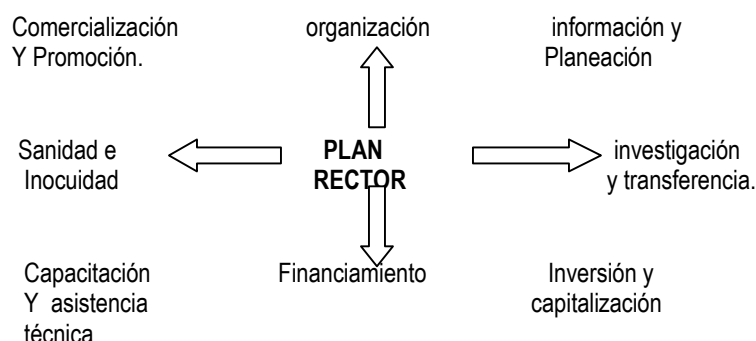 Comercialización organización información y
Y Promoción. Planeación
Sanidad e PLAN investigación
Inocuidad RECTOR y transferencia.
Capacitación Financiamiento Inversión y
Y asistencia capitalización
técnica